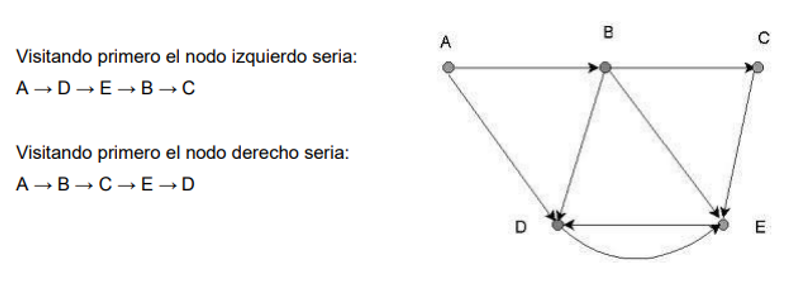 Visitando primero el nodo izquierdo seria:
A → D → E → B → C
Visitando primero el nodo derecho seria:
A → B → C → E → D
A
B
C
D
E